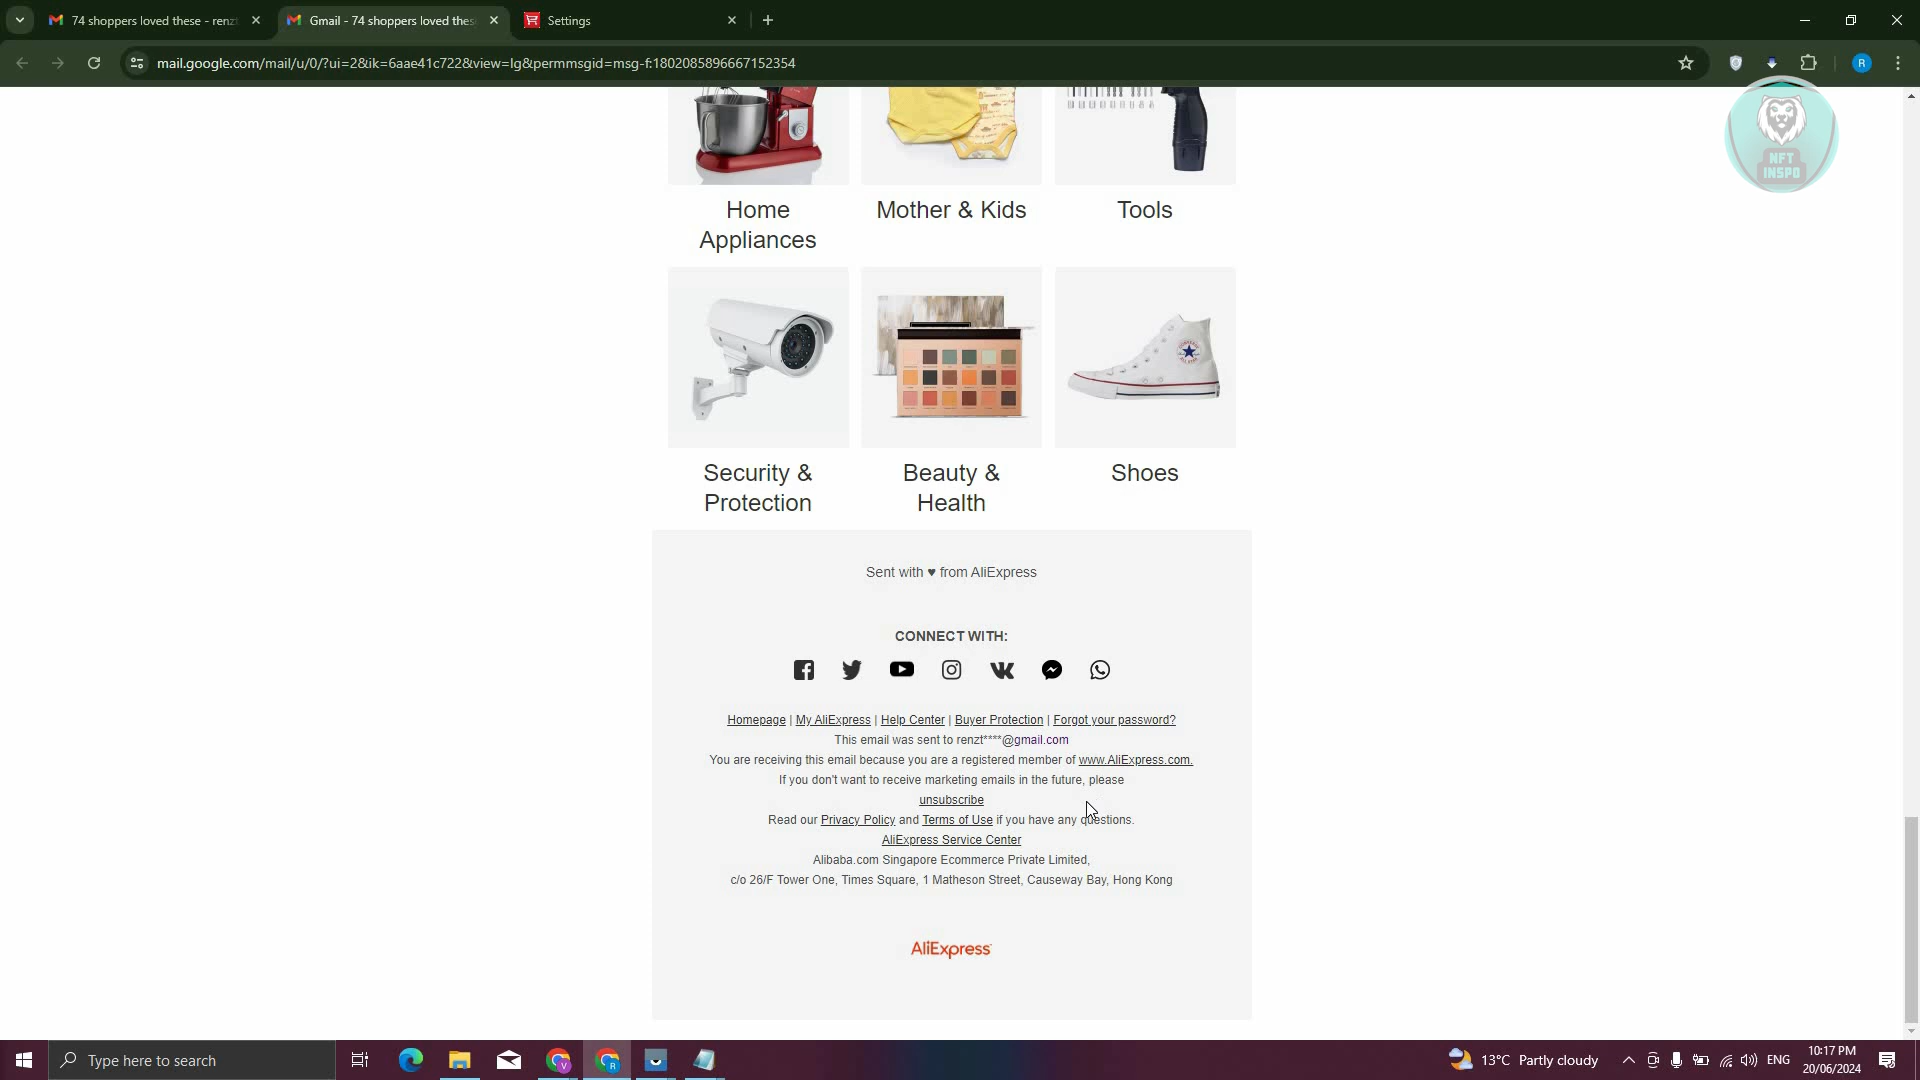 74 shoppers loved these - renzt
Gmail - 74 shoppers loved thes
Settings
mail.google.com/mail/u/0/?ui=2&ik=6aae41c722&view=lg&permmsgid=msg-f:1802085896667152354
R
NFT
INSPO
Home
Appliances
Mother & Kids
Tools
Security &
Protection
Beauty &
Health
Shoes
Sent with ♥ from AliExpress
CONNECT WITH:
Homepage | My AliExpress | Help Center | Buyer Protection | Forgot your password?
This email was sent to renzt****@gmail.com
You are receiving this email because you are a registered member of www.AliExpress.com.
If you don't want to receive marketing emails in the future, please
unsubscribe
Read our Privacy Policy and Terms of Use if you have any questions.
AliExpress Service Center
Alibaba.com Singapore Ecommerce Private Limited,
c/o 26/F Tower One, Times Square, 1 Matheson Street, Causeway Bay, Hong Kong
AliExpress
Type here to search
13°C Partly cloudy
ENG
10:17 PM
20/06/2024